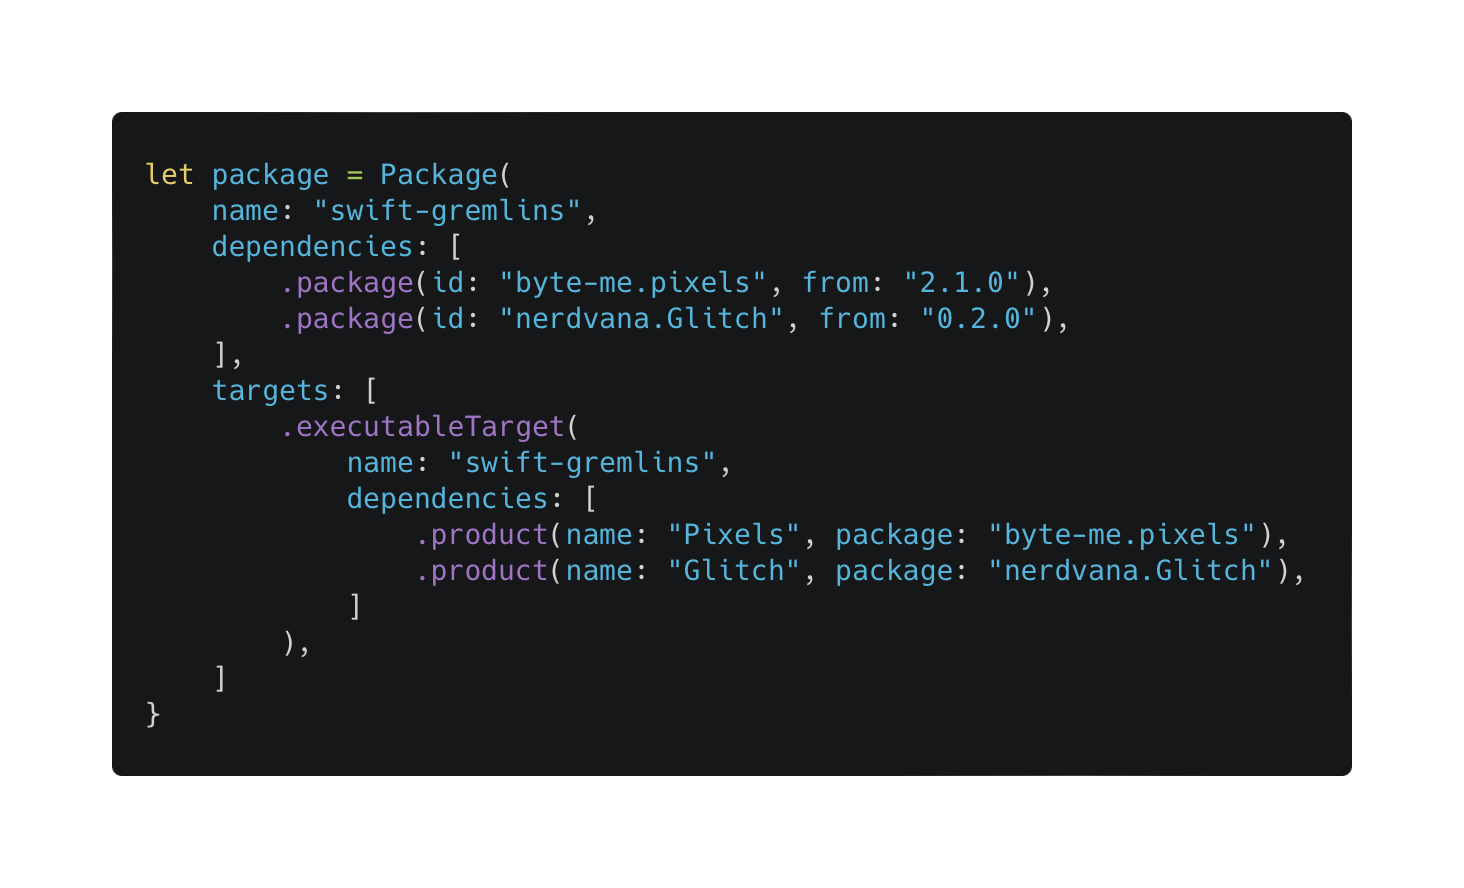 let package = Package(
    name: "swift-gremlins",
    dependencies: [
        .package(id: "byte-me.pixels", from: "2.1.0"),
        .package(id: "nerdvana.Glitch", from: "0.2.0"),
    ],
    targets: [
        .executableTarget(
            name: "swift-gremlins",
            dependencies: [
                .product(name: "Pixels", package: "byte-me.pixels"),
                .product(name: "Glitch", package: "nerdvana.Glitch"),
            ]
        ),
    ]
}